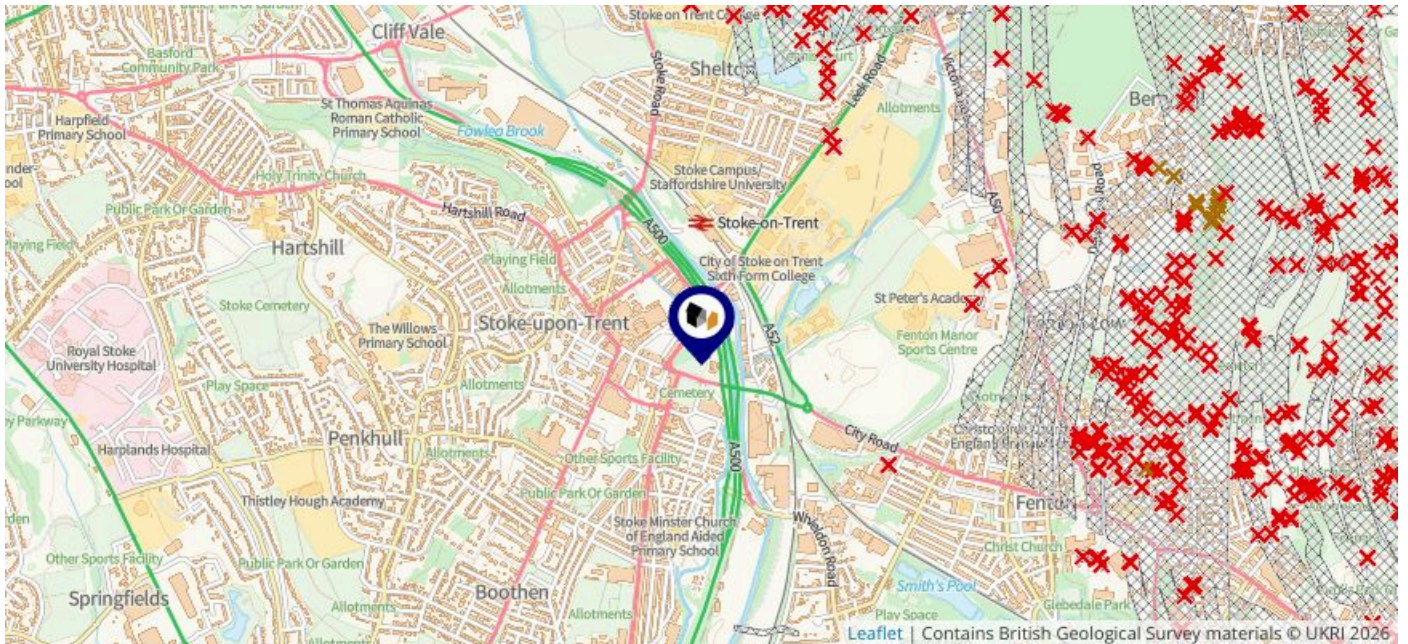 Stoke on Trent College
Cliff Vale
Basford
Community Park
Shelton
Stoke Road
Leek Road
Victoria
Allotments
St Thomas Aquinas
Roman Catholic
Primary School
Harpfield
Primary School
Fowlea Brook
Holy Trinity Church
Stoke Campus/
Staffordshire University
A50
Road
Public Park Or Garden
Hartshill Road
A500
Stoke-on-Trent
Playing Field
Hartshill
Playing Field
Allotments
City of Stoke on Trent
Sixth Form College
Stoke Cemetery
St Peter's Academy
The Willows
Primary School
Stoke-upon-Trent
A52
Fenton Manor
Sports Centre
Royal Stoke
University Hospital
Play Space
Allotments
Cemetery
Parkway
Harplands Hospital
Penkhull
Allotments
City Road
Other Sports Facility
A500
Thistley Hough Academy
Public Park Or Garden
Fenton
Stoke Minster Church
of England Aided
Primary School
Whieldon Road
Other Sports Facility
Public Park Or Garden
Christ Church
Smith's Pool
Springfields
Boothen
Allotments
Allotments
Allotments
Play Space
Glebedale Park
Leaflet | Contains British Geological Survey materials © UKRI 2026